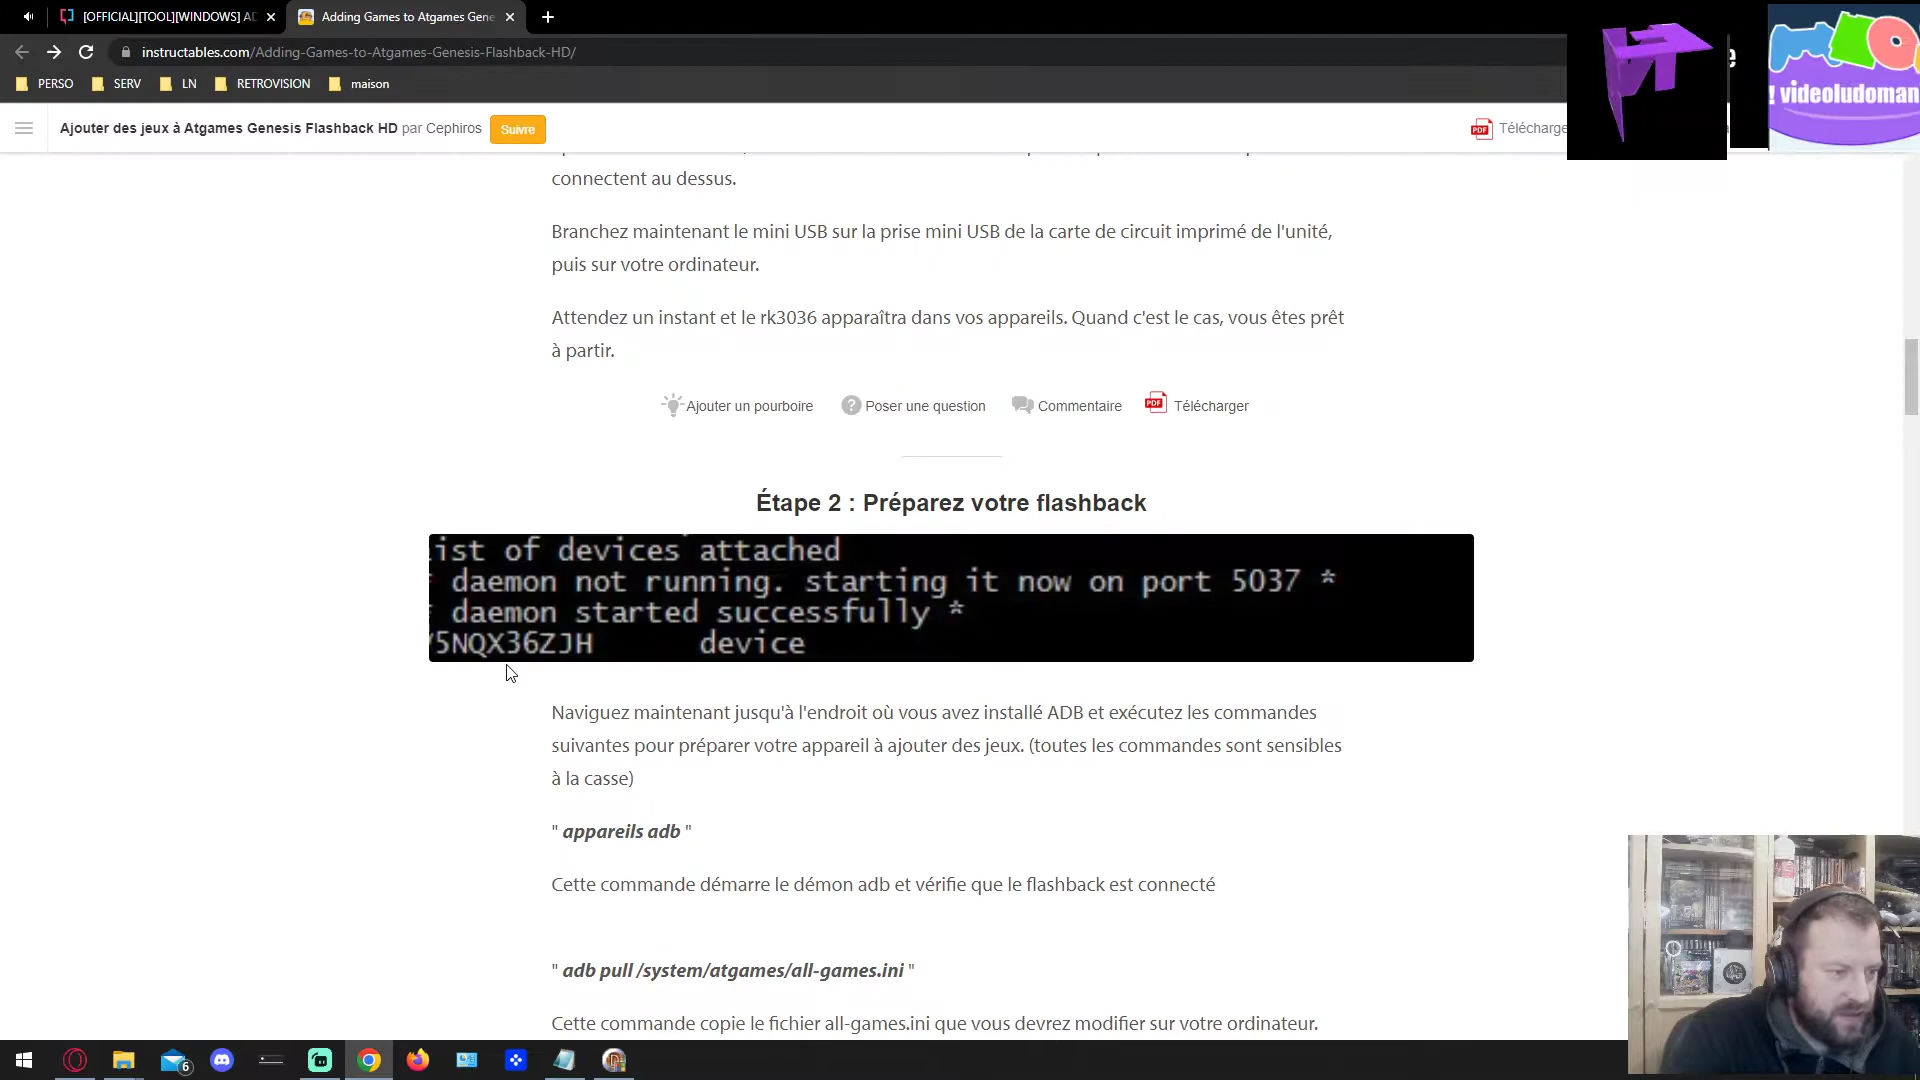 [OFFICIAL][TOOL][WINDOWS] AD
Adding Games to Atgames Gene
instructables.com/Adding-Games-to-Atgames-Genesis-Flashback-HD/
PERSO
SERV
LN
RETROVISION
maison
Ajouter des jeux à Atgames Genesis Flashback HD par Cephiros
Suivre
PDF
Télécharge
! videoludoman
connectent au dessus.
Branchez maintenant le mini USB sur la prise mini USB de la carte de circuit imprimé de l'unité,
puis sur votre ordinateur.
Attendez un instant et le rk3036 apparaîtra dans vos appareils. Quand c'est le cas, vous êtes prêt
à partir.
Ajouter un pourboire
? Poser une question
Commentaire
PDF Télécharger
Étape 2 : Préparez votre flashback
ist of devices attached
daemon not running. starting it now on port 5037 *
daemon started successfully *
5NQX36ZJH device
Naviguez maintenant jusqu'à l'endroit où vous avez installé ADB et exécutez les commandes
suivantes pour préparer votre appareil à ajouter des jeux. (toutes les commandes sont sensibles
à la casse)
" appareils adb "
Cette commande démarre le démon adb et vérifie que le flashback est connecté
" adb pull /system/atgames/all-games.ini "
Cette commande copie le fichier all-games.ini que vous devrez modifier sur votre ordinateur.
6